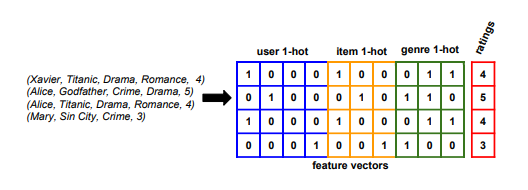 ratings
user 1-hot item 1-hot genre 1-hot
(Xavier, Titanic, Drama, Romance, 4)
(Alice, Godfather, Crime, Drama, 5)
(Alice, Titanic, Drama, Romance, 4)
(Mary, Sin City, Crime, 3)
1 0 0 0 1 0 0 0 1 1 4
0 1 0 0 0 1 0 1 1 0 5
1 0 0 0 1 0 0 0 1 1 4
0 0 0 1 0 0 1 1 0 0 3
feature vectors